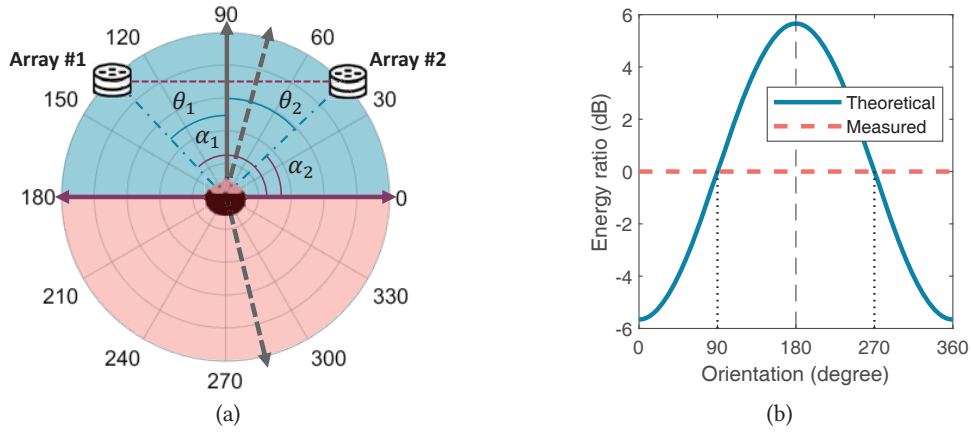 90
120
60
Array #1
Array #2
150
30
θ₁
θ₂
α₁
α₂
180
0
210
330
240
300
270
(a)
6
4
2
0
-2
-4
-6
Energy ratio (dB)
Theoretical
Measured
0 90 180 270 360
Orientation (degree)
(b)